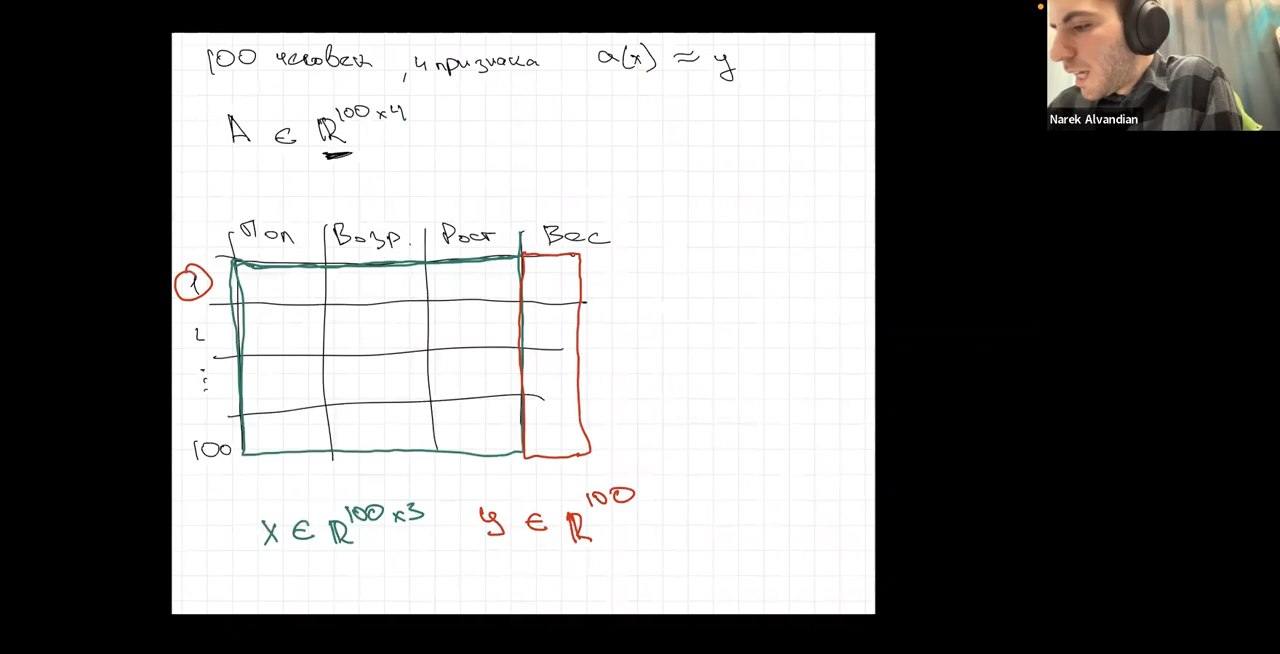 100 человек, 4 признака a(x) ≈ y
A ∈ ℝ^100×4
Narek Alvandian
Пол Возр. Рост Вес
1
2
⋮
100
X ∈ ℝ^100×3 y ∈ ℝ^100